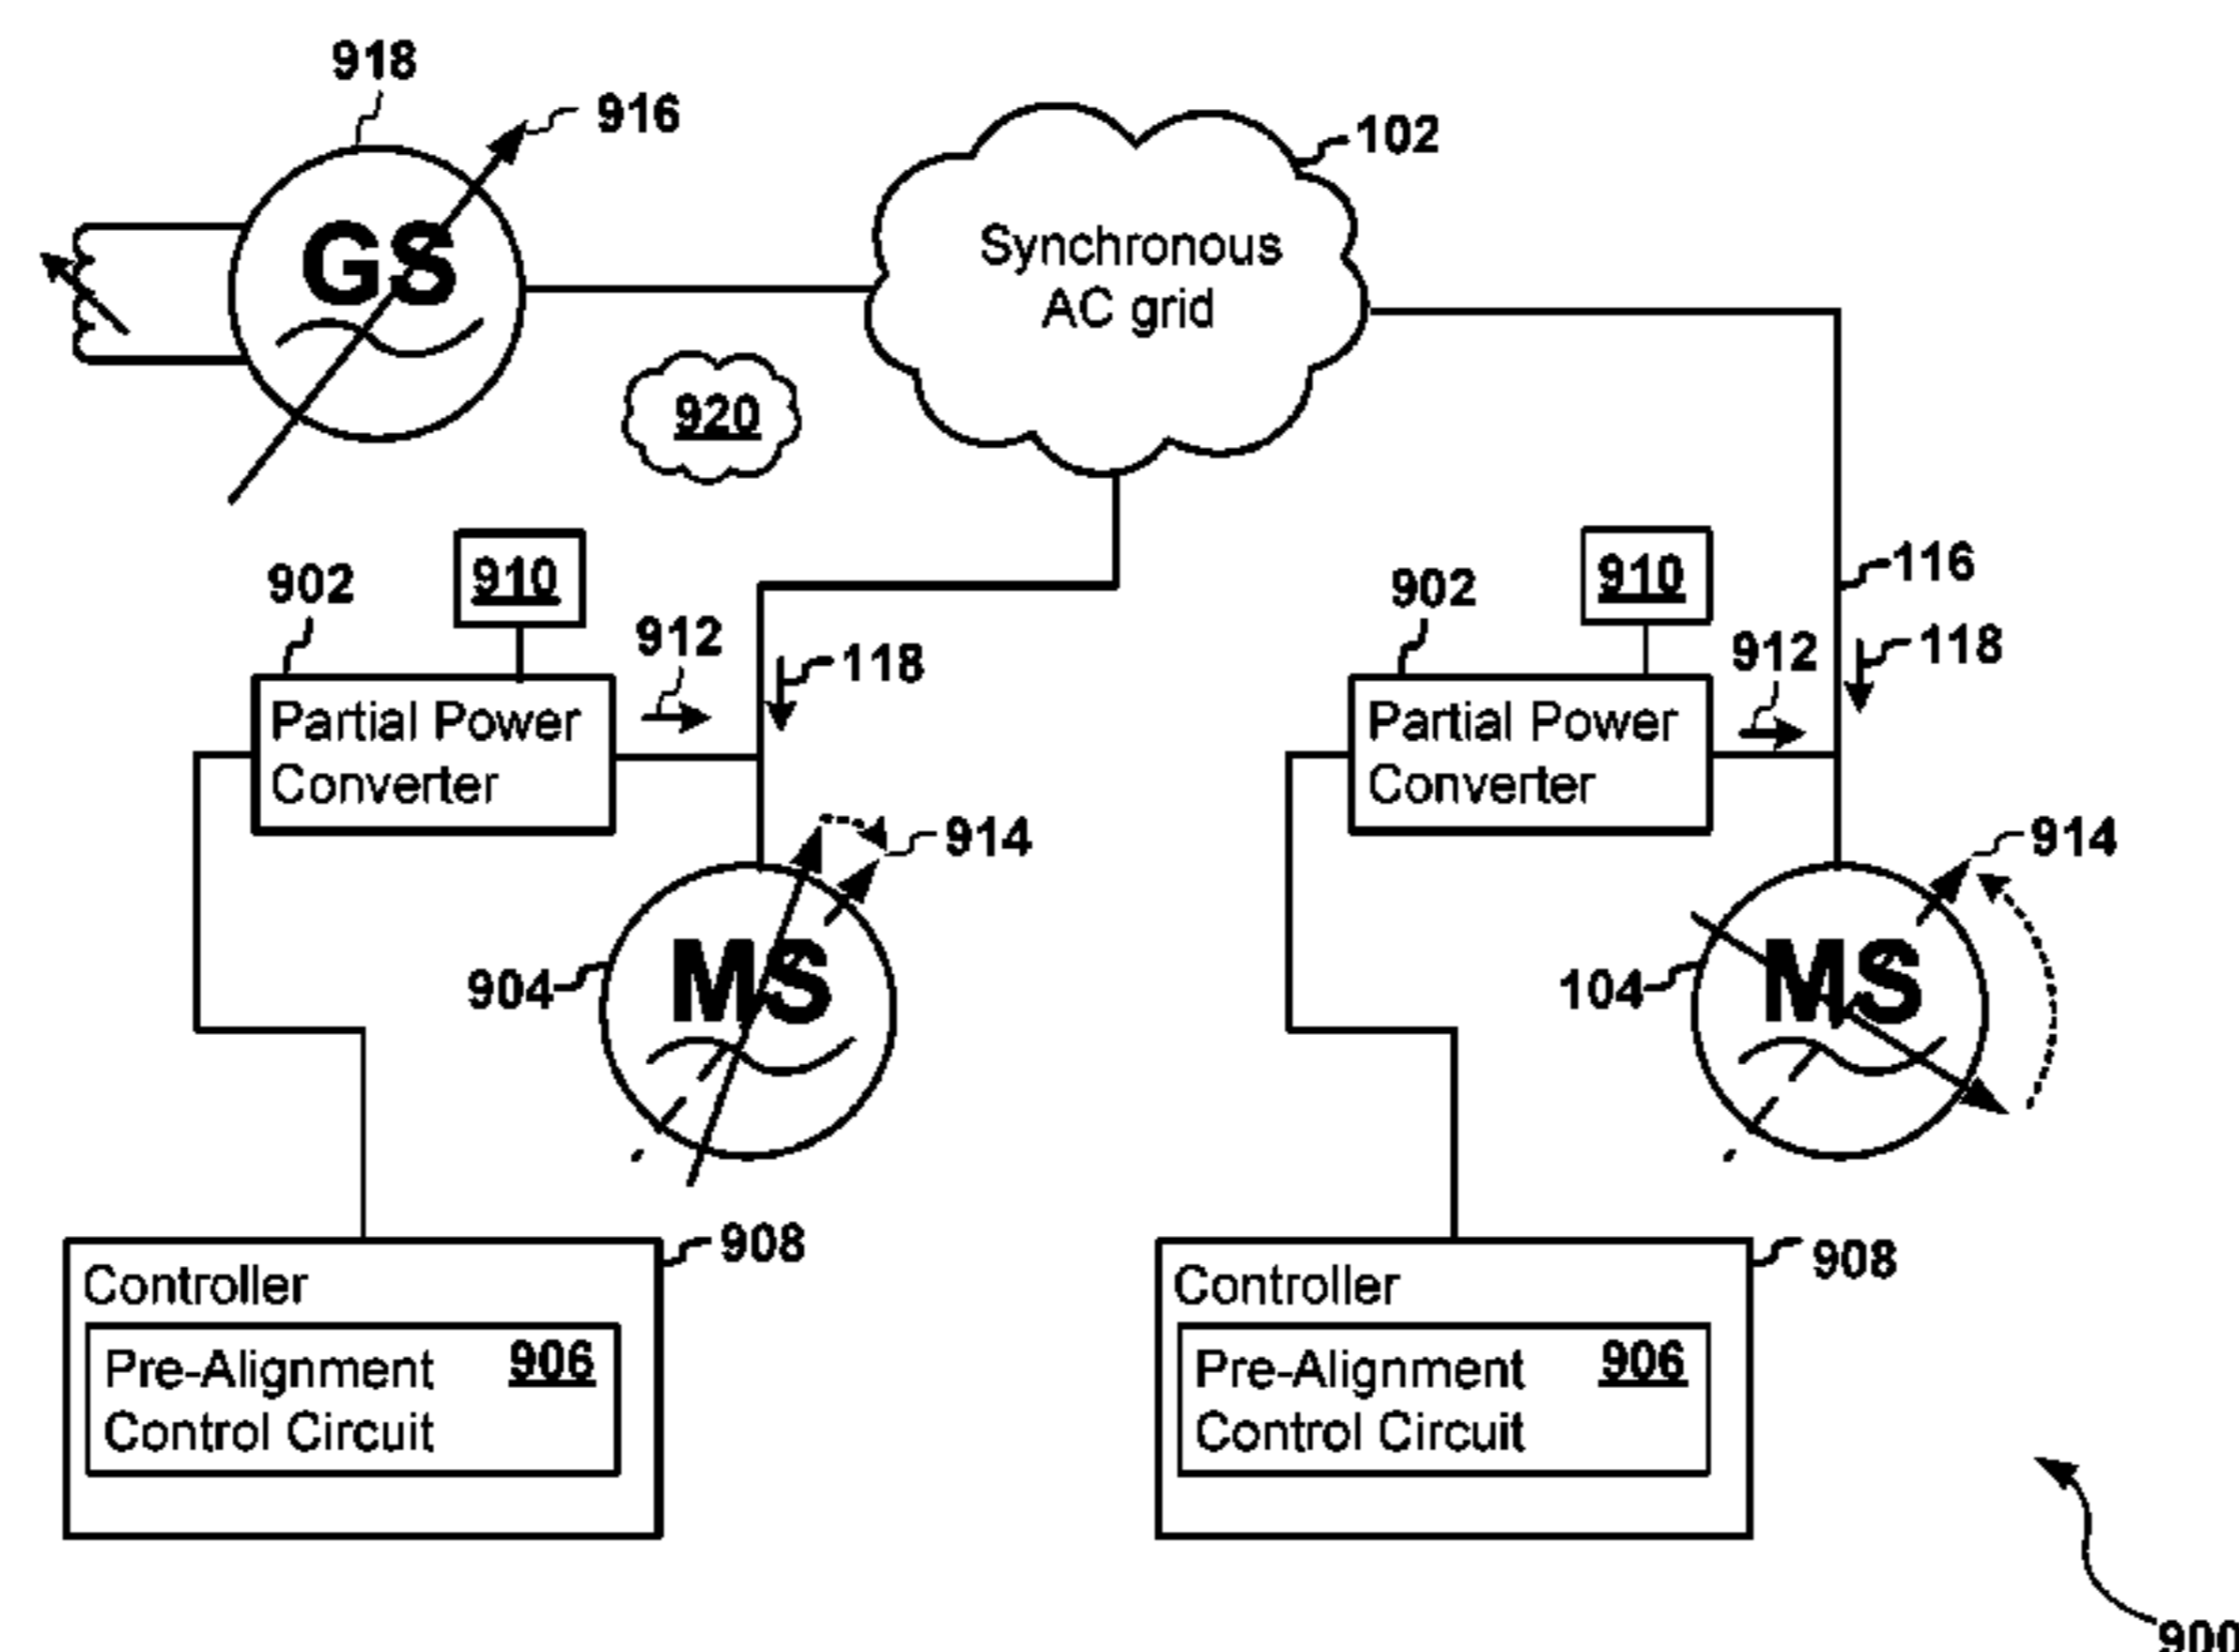 918
916
102
GS
Synchronous
AC grid
920
902
910
912
118
Partial Power
Converter
914
MS
904
908
Controller
Pre-Alignment 906
Control Circuit
902
910
116
912
118
Partial Power
Converter
914
MS
104
908
Controller
Pre-Alignment 906
Control Circuit
900